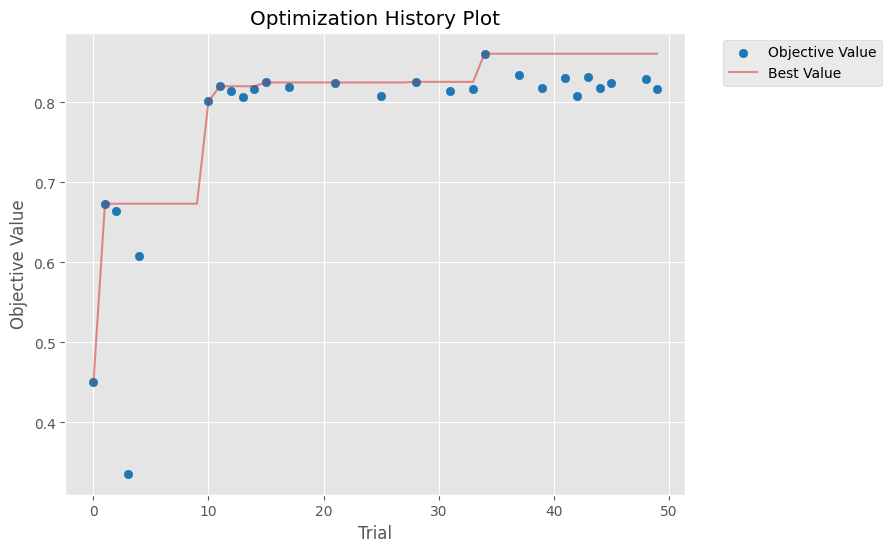 Optimization History Plot
Objective Value
Best Value
0.8
0.7
0.6
0.5
0.4
Objective Value
0 10 20 30 40 50
Trial